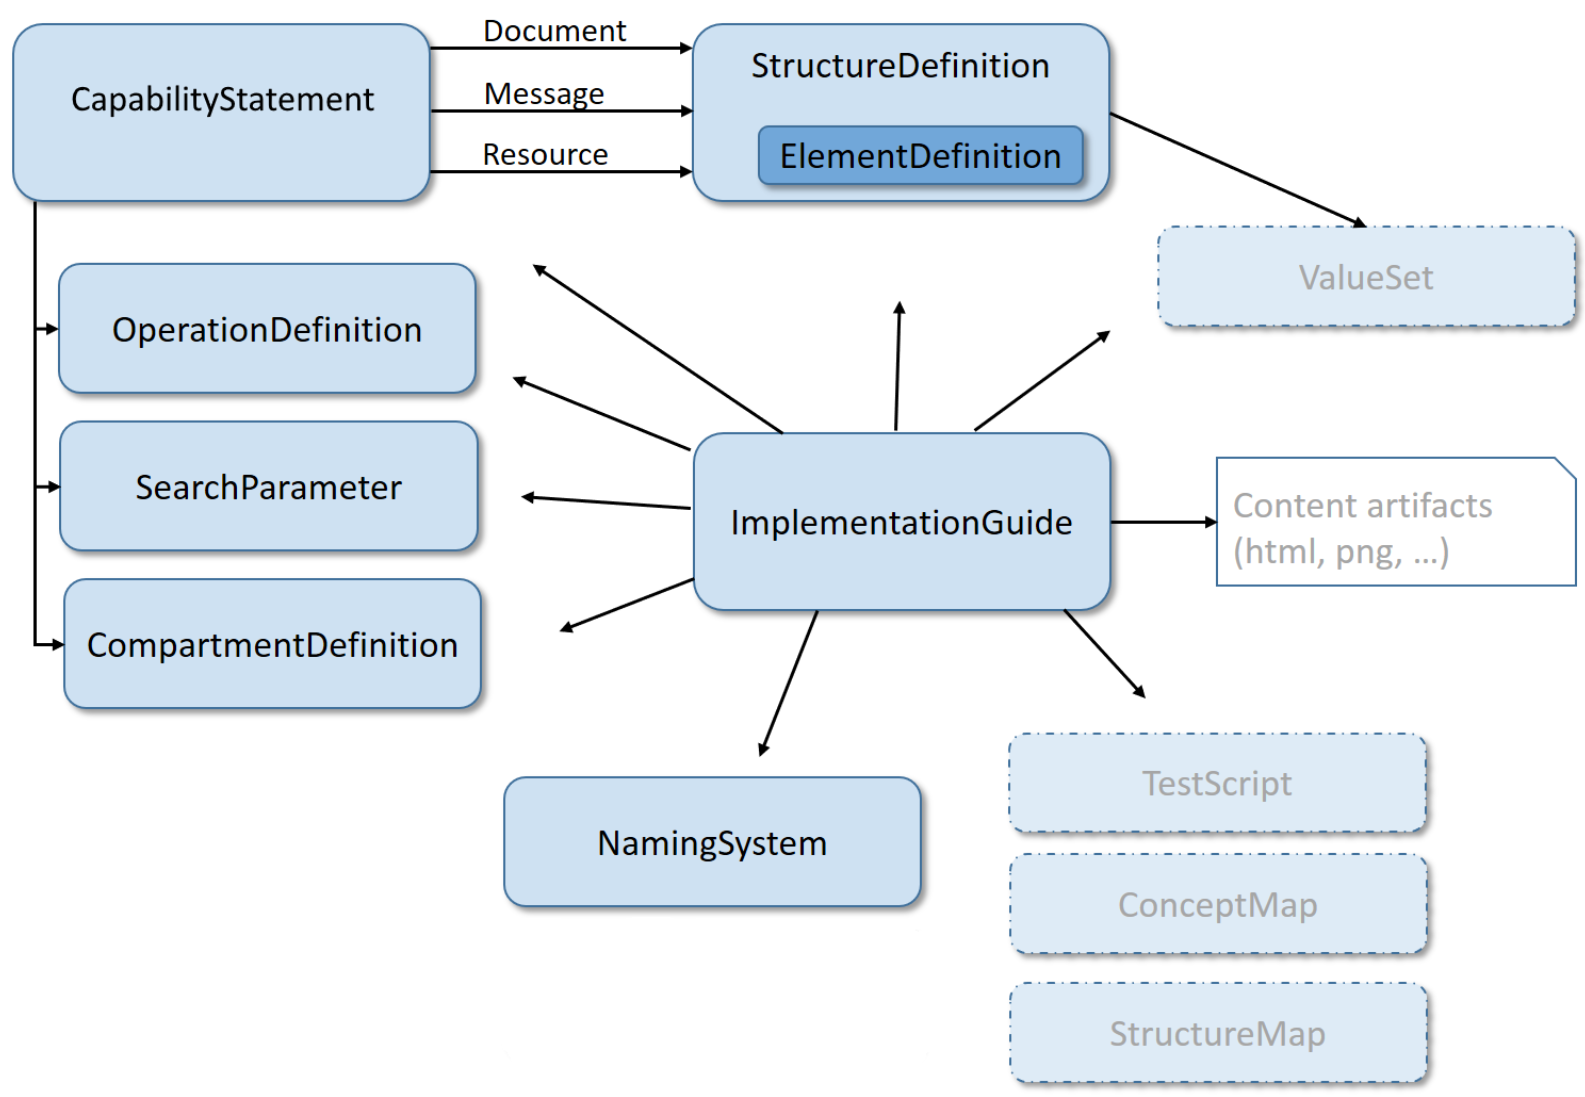 CapabilityStatement
Document
Message
Resource
StructureDefinition
ElementDefinition
ValueSet
OperationDefinition
SearchParameter
CompartmentDefinition
ImplementationGuide
Content artifacts
(html, png, ...)
NamingSystem
TestScript
ConceptMap
StructureMap